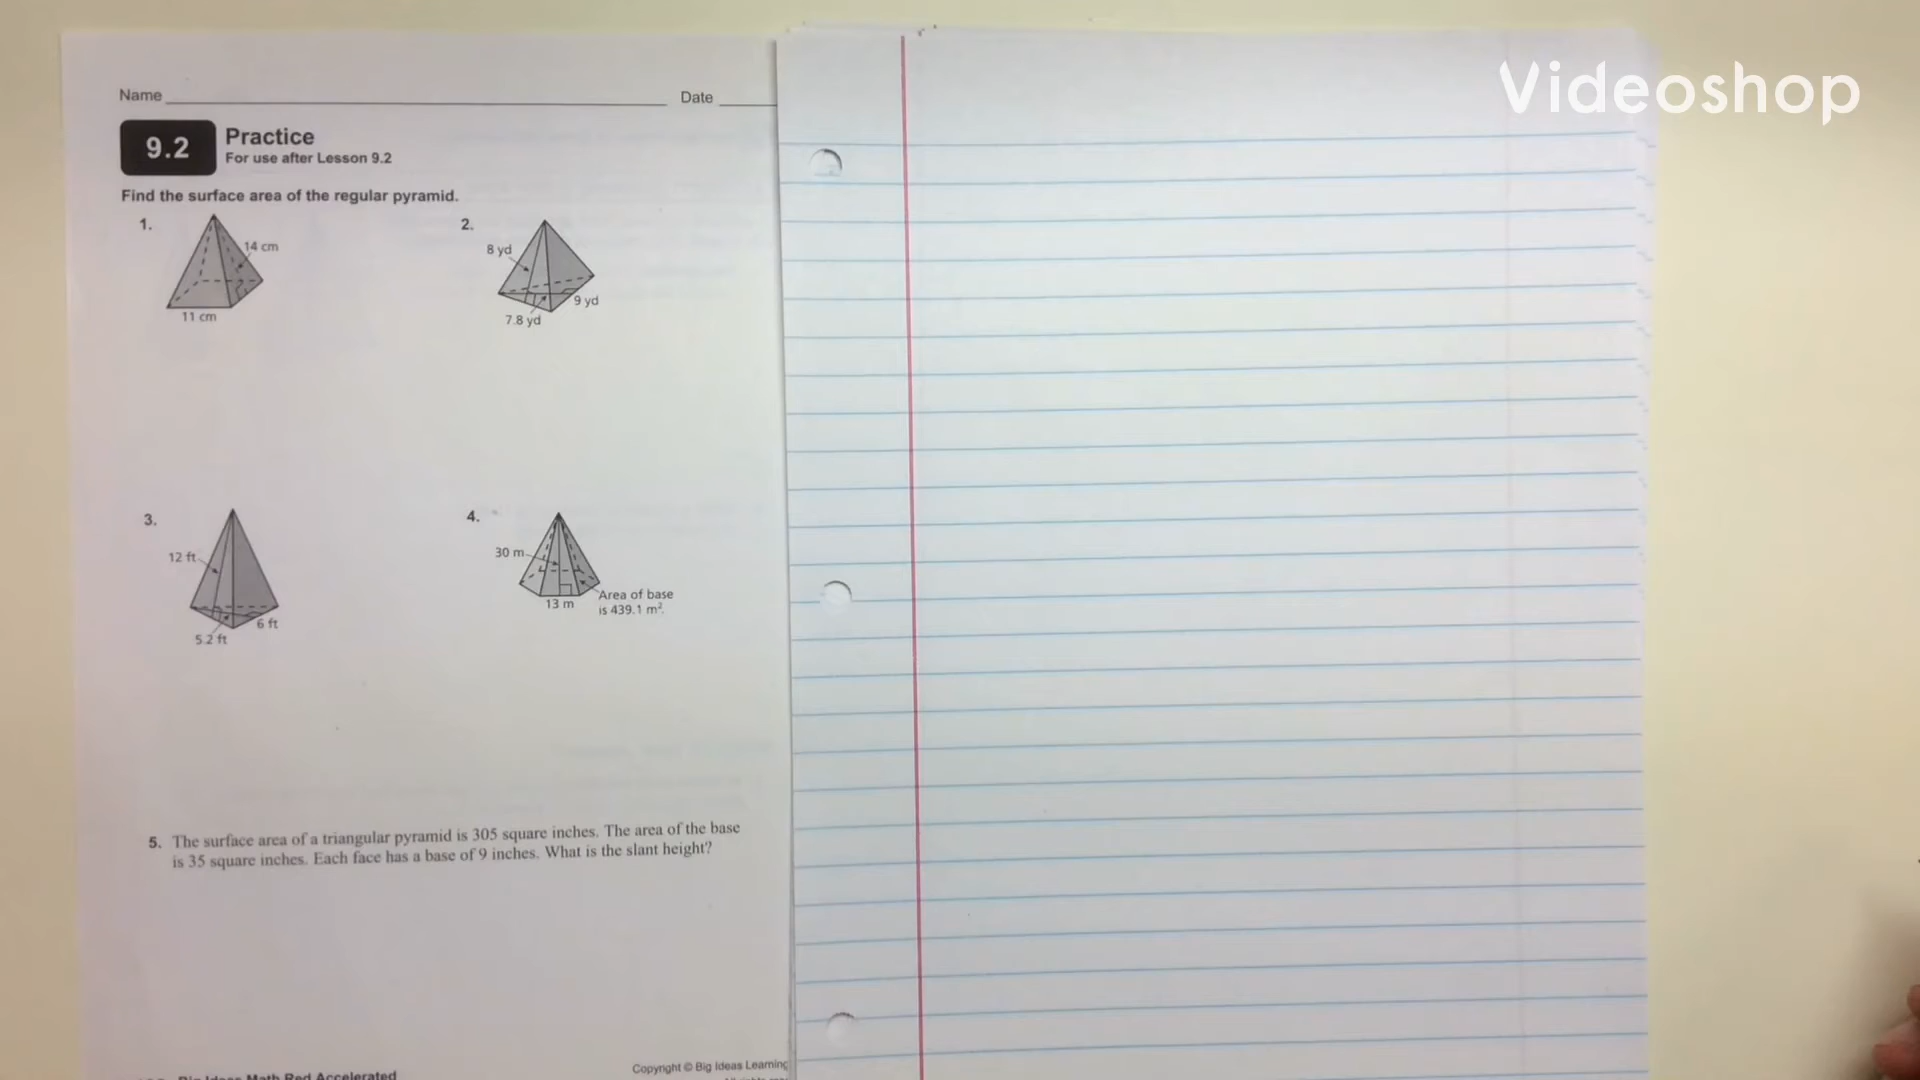 Videoshop
Name Date
9.2 Practice
For use after Lesson 9.2
Find the surface area of the regular pyramid.
1.
14 cm
11 cm
2.
8 yd
9 yd
7.8 yd
3.
12 ft
6 ft
5.2 ft
4.
30 m
13 m
Area of base
is 439.1 m².
5. The surface area of a triangular pyramid is 305 square inches. The area of the base
is 35 square inches. Each face has a base of 9 inches. What is the slant height?
Copyright © Big Ideas Learning
Big Ideas Math Red Accelerated